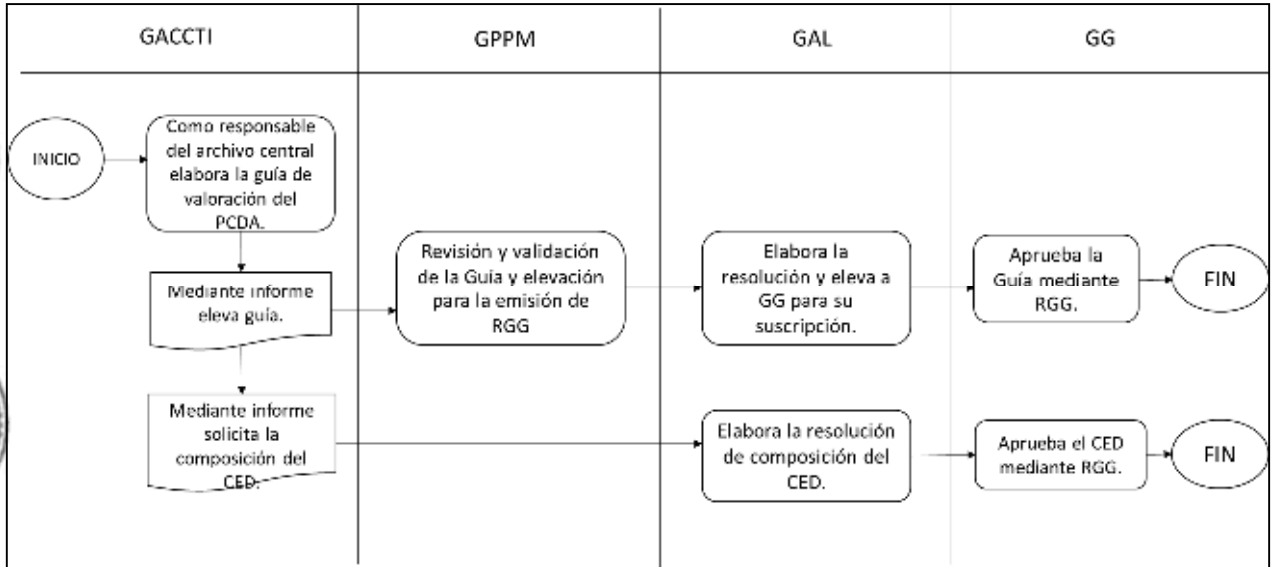 GACCTI
GPPM
GAL
GG
INICIO
Como responsable
del archivo central
elabora la guía de
valoración del
PCDA.
Mediante informe
eleva guía.
Revisión y validación
de la Guía y elevación
para la emisión de
RGG
Elabora la
resolución y eleva a
GG para su
suscripción.
Aprueba la
Guía mediante
RGG.
FIN
Mediante informe
solicita la
composición del
CED.
Elabora la resolución
de composición del
CED.
Aprueba el CED
mediante RGG.
FIN